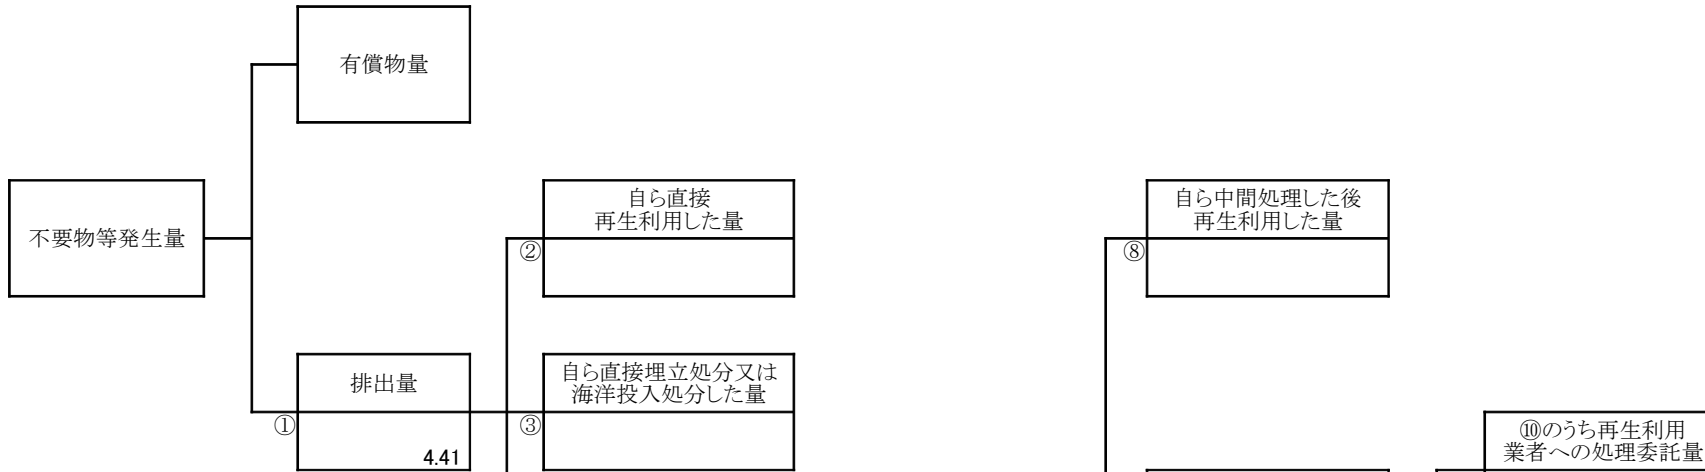 有償物量
不要物等発生量
自ら直接
再生利用した量
②
自ら中間処理した後
再生利用した量
⑧
排出量
①
4.41
自ら直接埋立処分又は
海洋投入処分した量
③
⑩のうち再生利用
業者への処理委託量